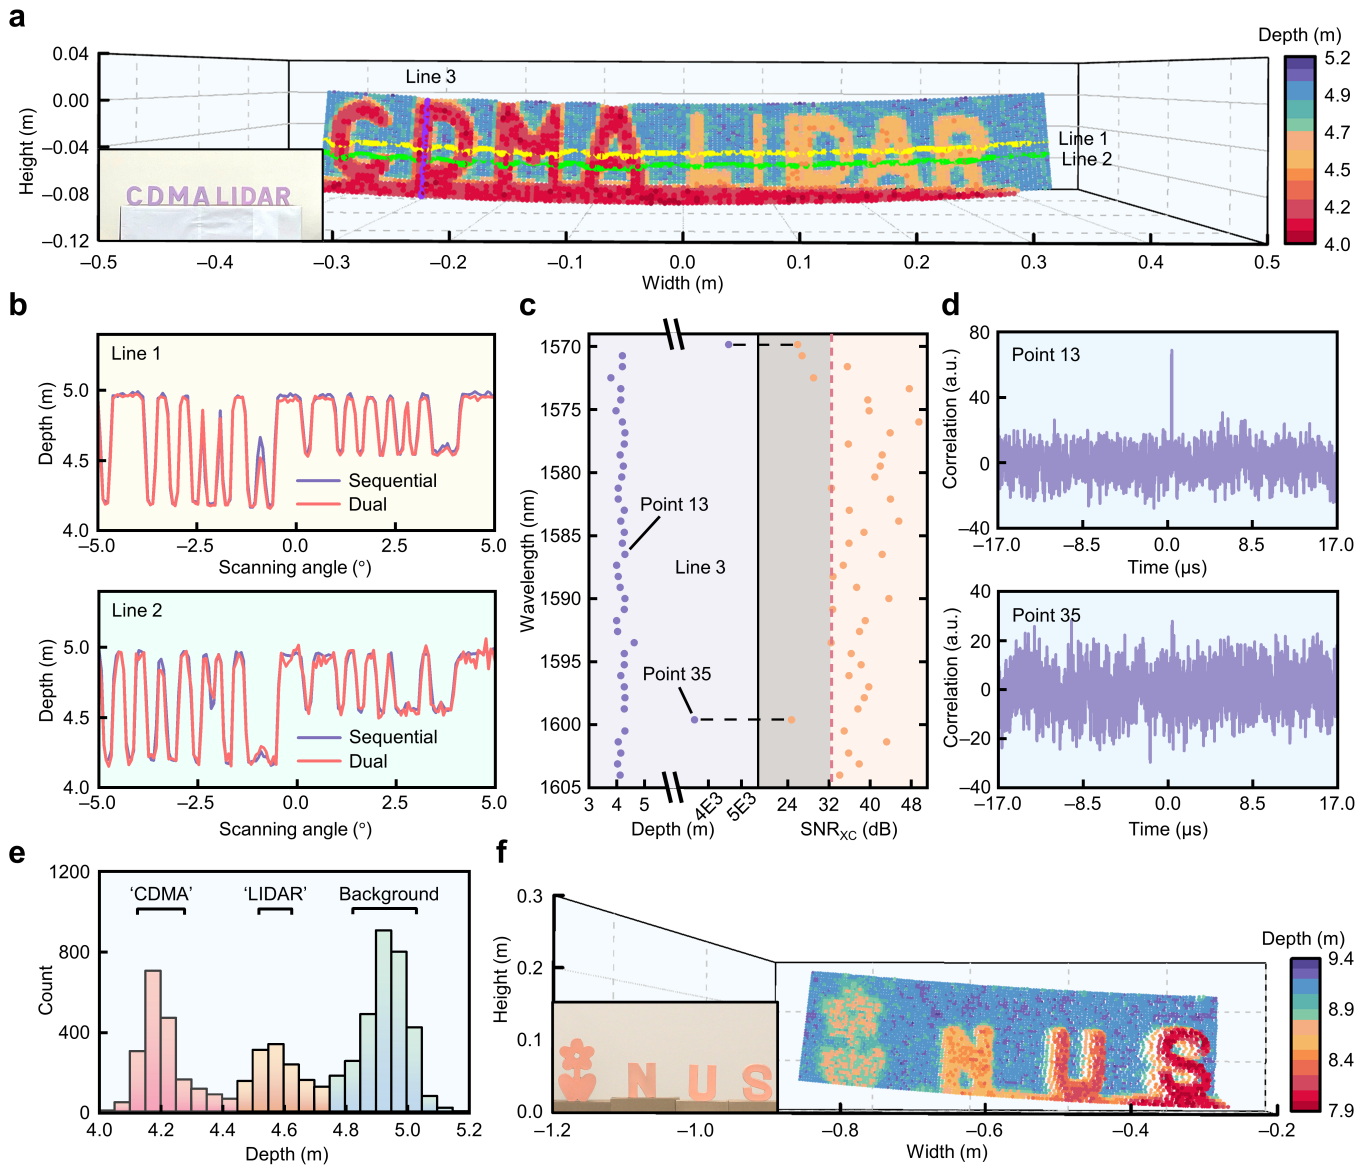 a
Depth (m)
0.04
0.00
–0.04
–0.08
–0.12
Height (m)
Line 3
Line 1
Line 2
CDMA LIDAR
CDMALIDAR
5.2
4.9
4.7
4.5
4.2
4.0
–0.5
–0.4
–0.3
–0.2
–0.1
0.0
0.1
0.2
0.3
0.4
0.5
Width (m)
b
Line 1
5.0
4.5
4.0
Depth (m)
Sequential
Dual
–5.0
–2.5
0.0
2.5
5.0
Scanning angle (°)
Line 2
5.0
4.5
4.0
Depth (m)
Sequential
Dual
–5.0
–2.5
0.0
2.5
5.0
Scanning angle (°)
c
1570
1575
1580
1585
1590
1595
1600
1605
Wavelength (nm)
Point 13
Line 3
Point 35
3
4
5
4E3
5E3
24
32
40
48
Depth (m)
SNRXC (dB)
d
Point 13
80
40
0
–40
Correlation (a.u.)
–17.0
–8.5
0.0
8.5
17.0
Time (µs)
Point 35
40
20
0
–20
–40
Correlation (a.u.)
–17.0
–8.5
0.0
8.5
17.0
Time (µs)
e
1200
800
400
0
Count
‘CDMA’
‘LIDAR’
Background
4.0
4.2
4.4
4.6
4.8
5.0
5.2
Depth (m)
f
0.3
0.2
0.1
0.0
Height (m)
N U S
N U S
Depth (m)
9.4
8.9
8.4
7.9
–1.2
–1.0
–0.8
–0.6
–0.4
–0.2
Width (m)